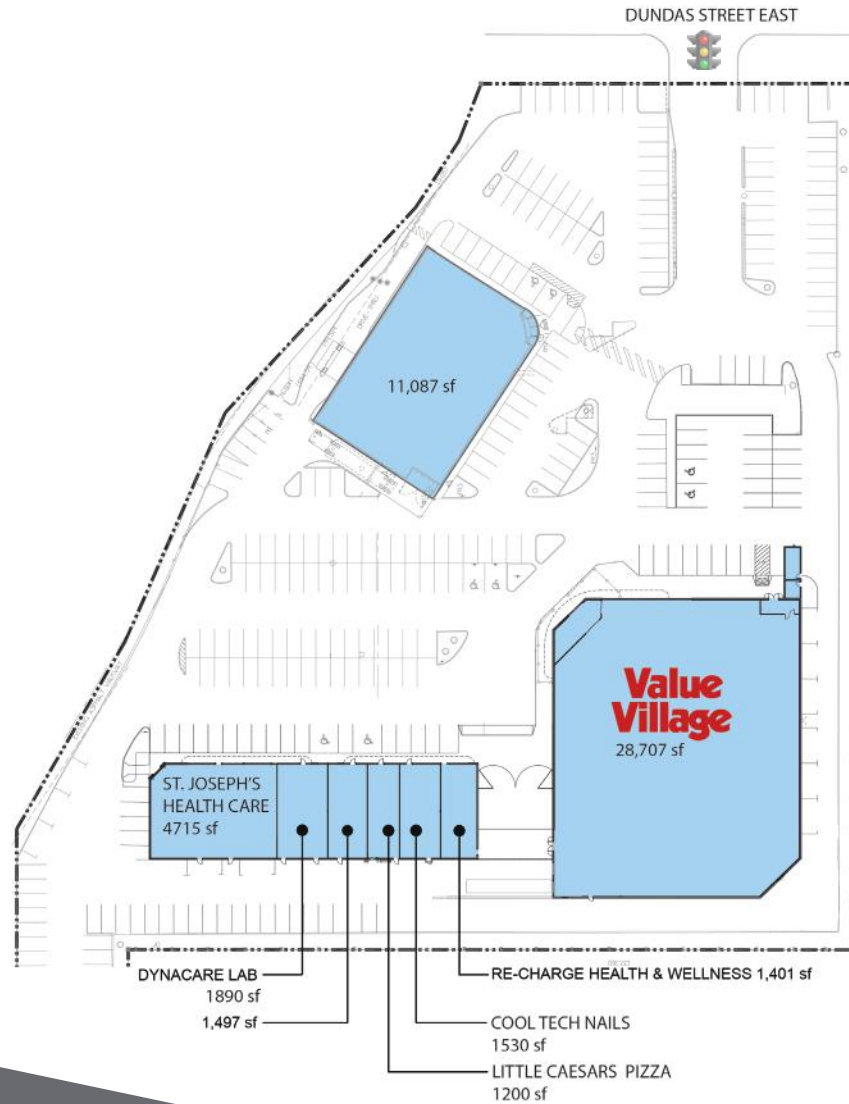 DUNDAS STREET EAST
11,087 sf
Value
Village
28,707 sf
ST. JOSEPH'S
HEALTH CARE
4715 sf
DYNACARE LAB
1890 sf
1,497 sf
RE-CHARGE HEALTH & WELLNESS 1,401 sf
COOL TECH NAILS
1530 sf
LITTLE CAESARS PIZZA
1200 sf